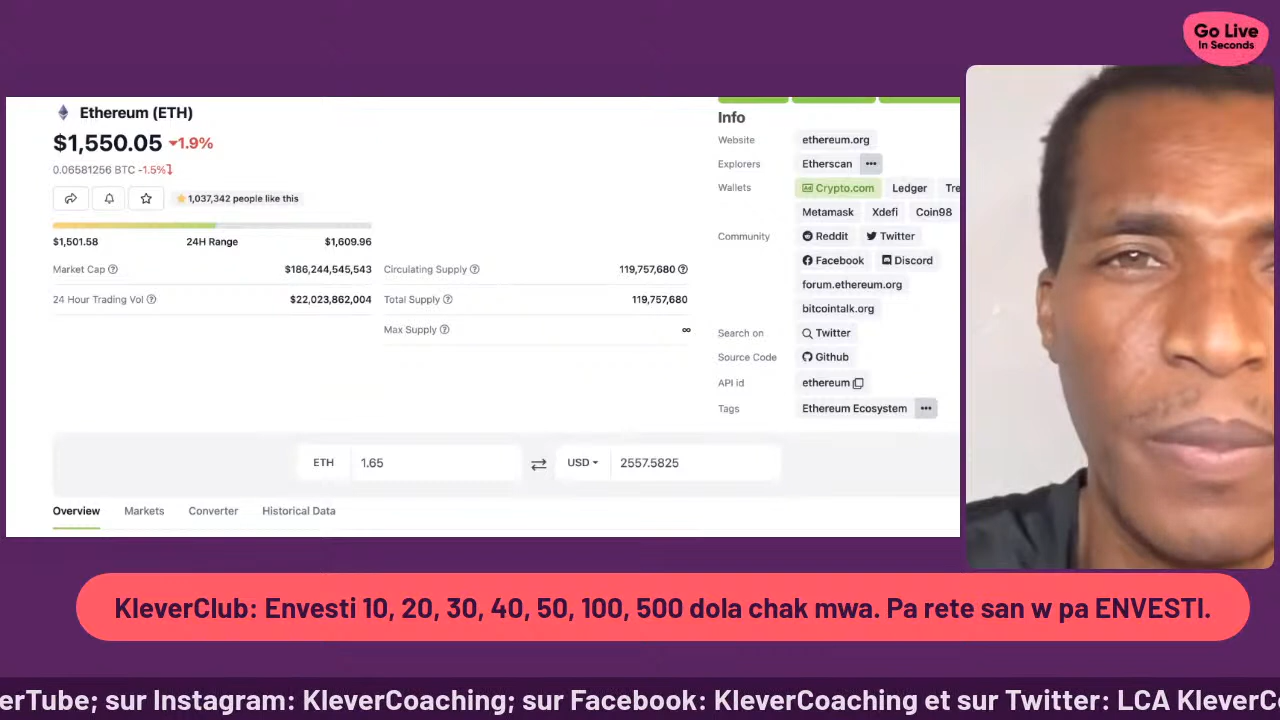 Go Live
In Seconds
Ethereum (ETH)
$1,550.05 1.9%
0.06581256 BTC -1.5%
1,037,342 people like this
$1,501.58 24H Range $1,609.96
Market Cap $186,244,545,543
24 Hour Trading Vol $22,023,862,004
Circulating Supply 119,757,680
Total Supply 119,757,680
Max Supply ∞
Info
Website ethereum.org
Explorers Etherscan
Wallets Ad Crypto.com Ledger Tre
Metamask Xdefi Coin98
Community Reddit Twitter
Facebook Discord
forum.ethereum.org
bitcointalk.org
Search on Twitter
Source Code Github
API id ethereum
Tags Ethereum Ecosystem
ETH 1.65 USD 2557.5825
Overview Markets Converter Historical Data
KleverClub: Envesti 10, 20, 30, 40, 50, 100, 500 dola chak mwa. Pa rete san w pa ENVESTI.
erTube; sur Instagram: KleverCoaching; sur Facebook: KleverCoaching et sur Twitter: LCA KleverC